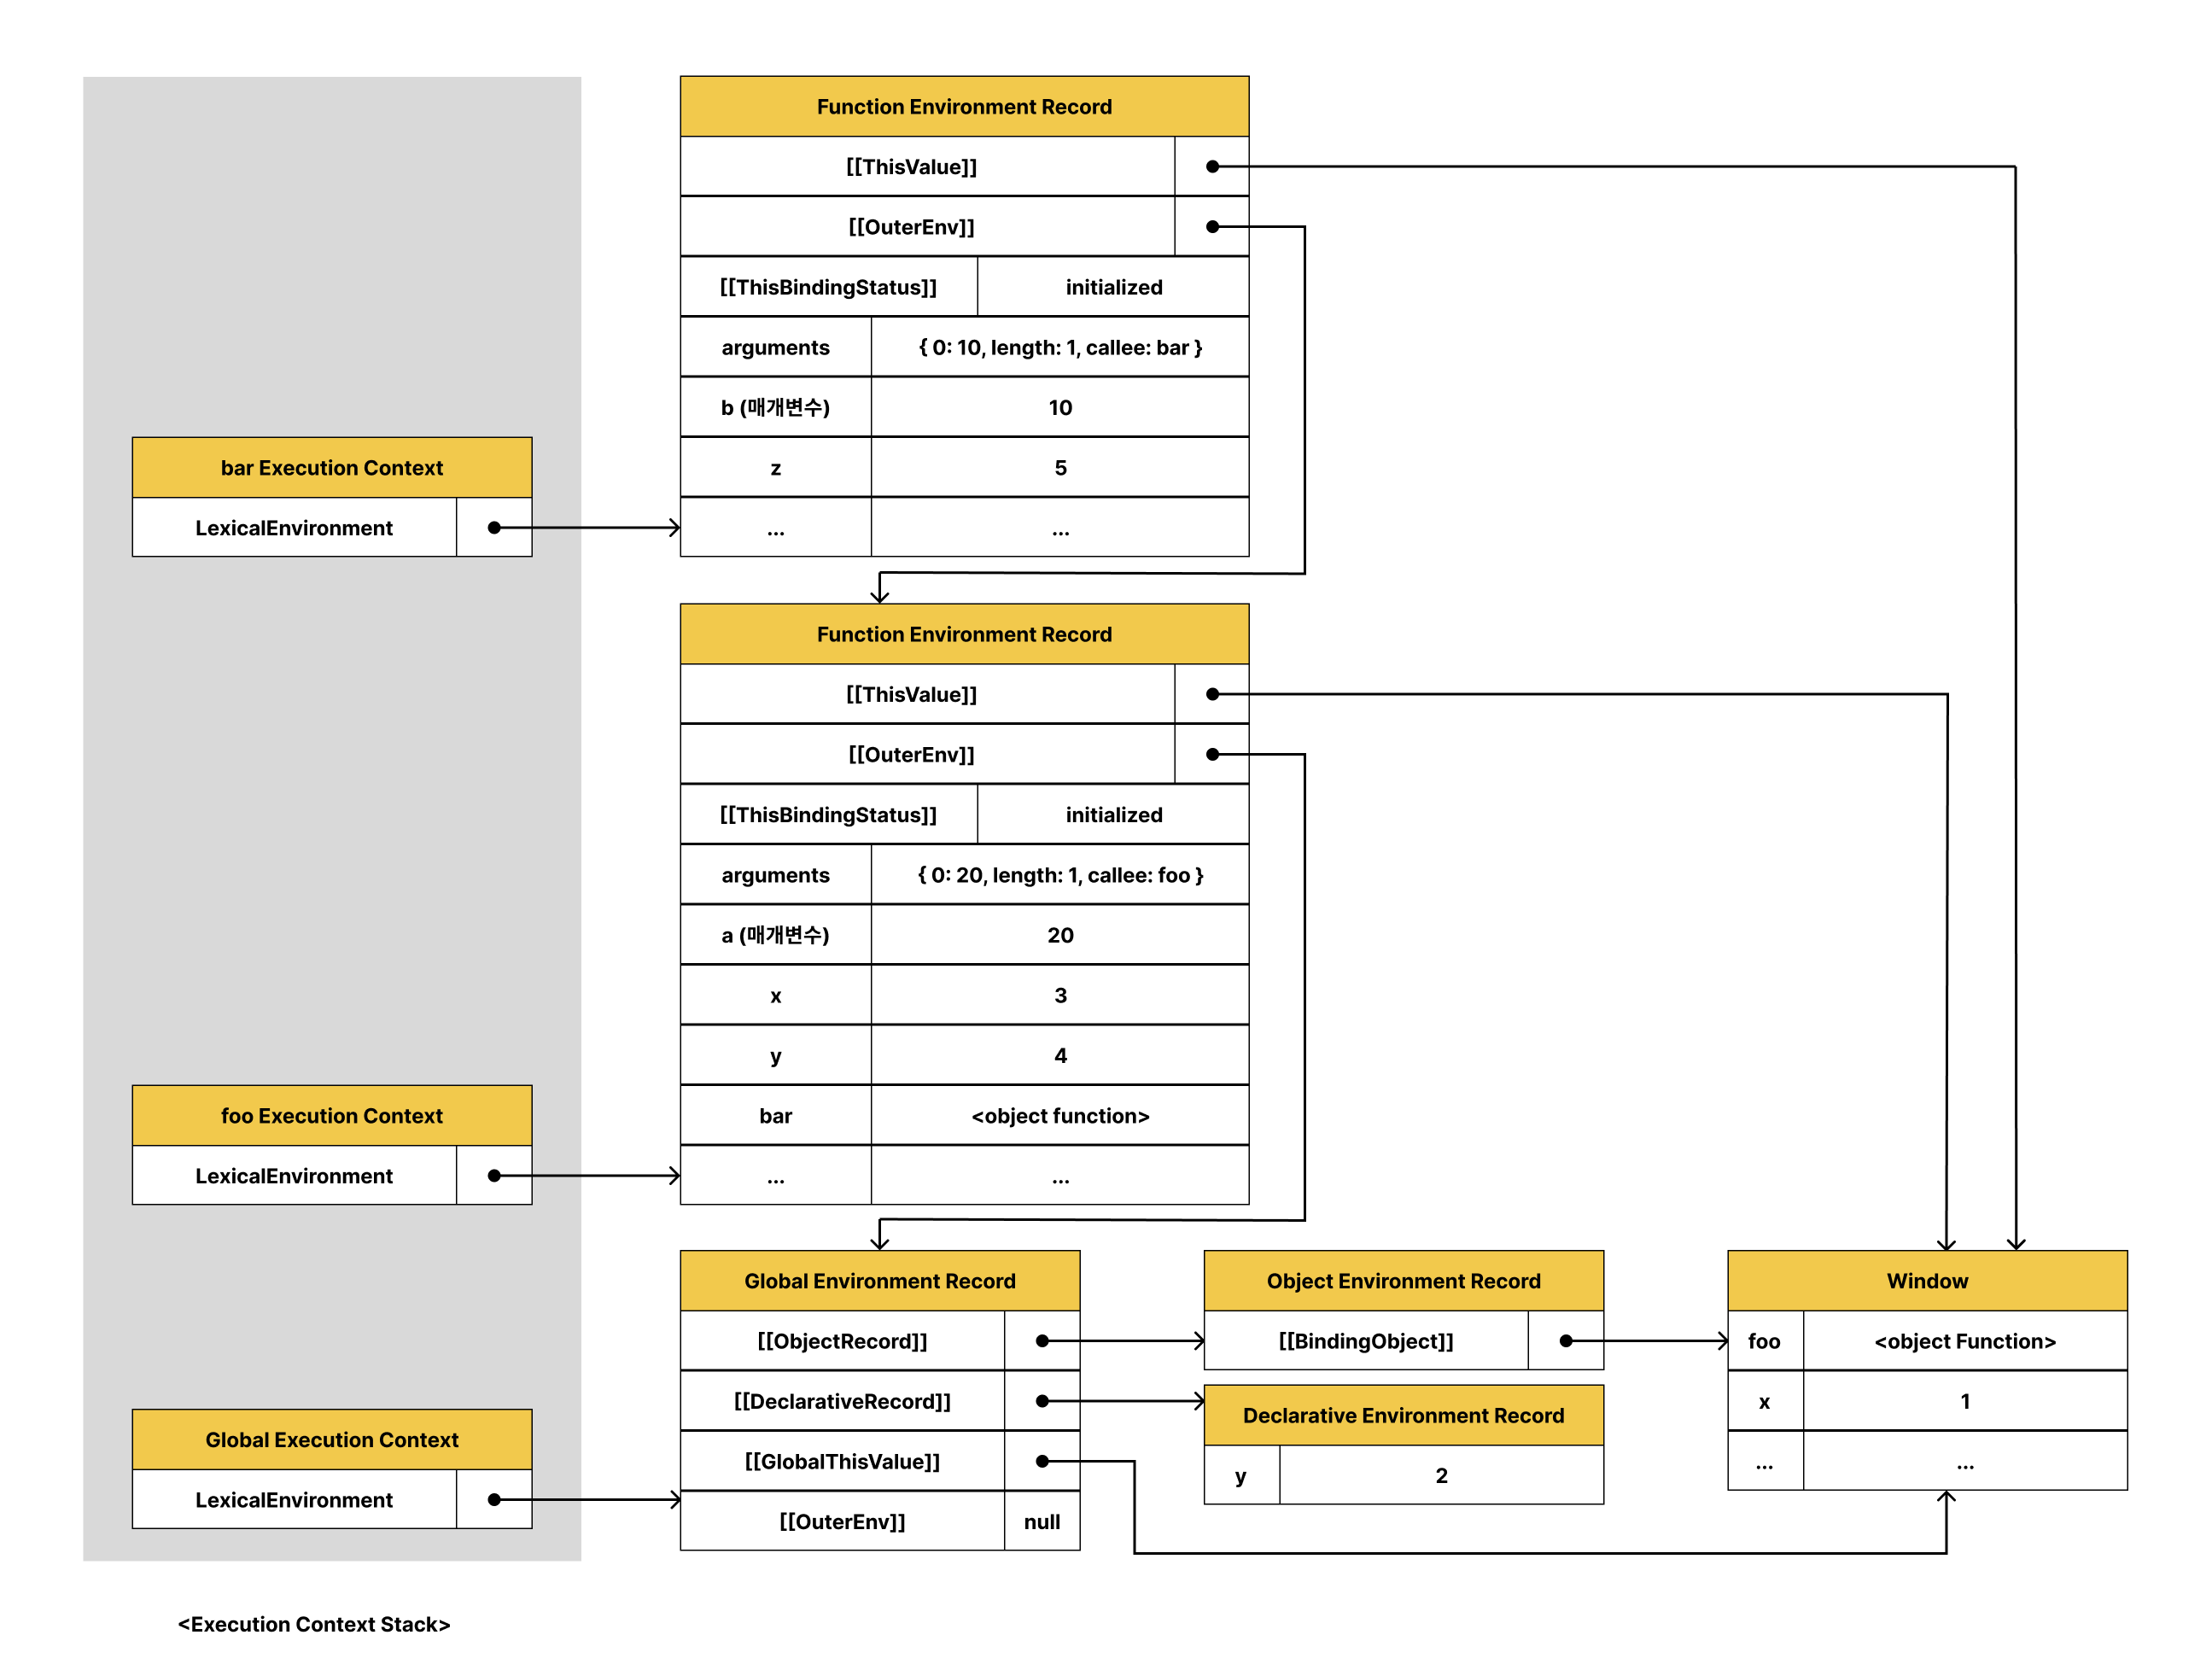 Function Environment Record
[[ThisValue]]
[[OuterEnv]]
[[ThisBindingStatus]] initialized
arguments { 0: 10, length: 1, callee: bar }
b (매개변수) 10
z 5
... ...
bar Execution Context
LexicalEnvironment
Function Environment Record
[[ThisValue]]
[[OuterEnv]]
[[ThisBindingStatus]] initialized
arguments { 0: 20, length: 1, callee: foo }
a (매개변수) 20
x 3
y 4
bar <object function>
... ...
foo Execution Context
LexicalEnvironment
Global Environment Record
[[ObjectRecord]]
[[DeclarativeRecord]]
[[GlobalThisValue]]
[[OuterEnv]] null
Object Environment Record
[[BindingObject]]
Declarative Environment Record
y 2
Window
foo <object Function>
x 1
... ...
Global Execution Context
LexicalEnvironment
<Execution Context Stack>